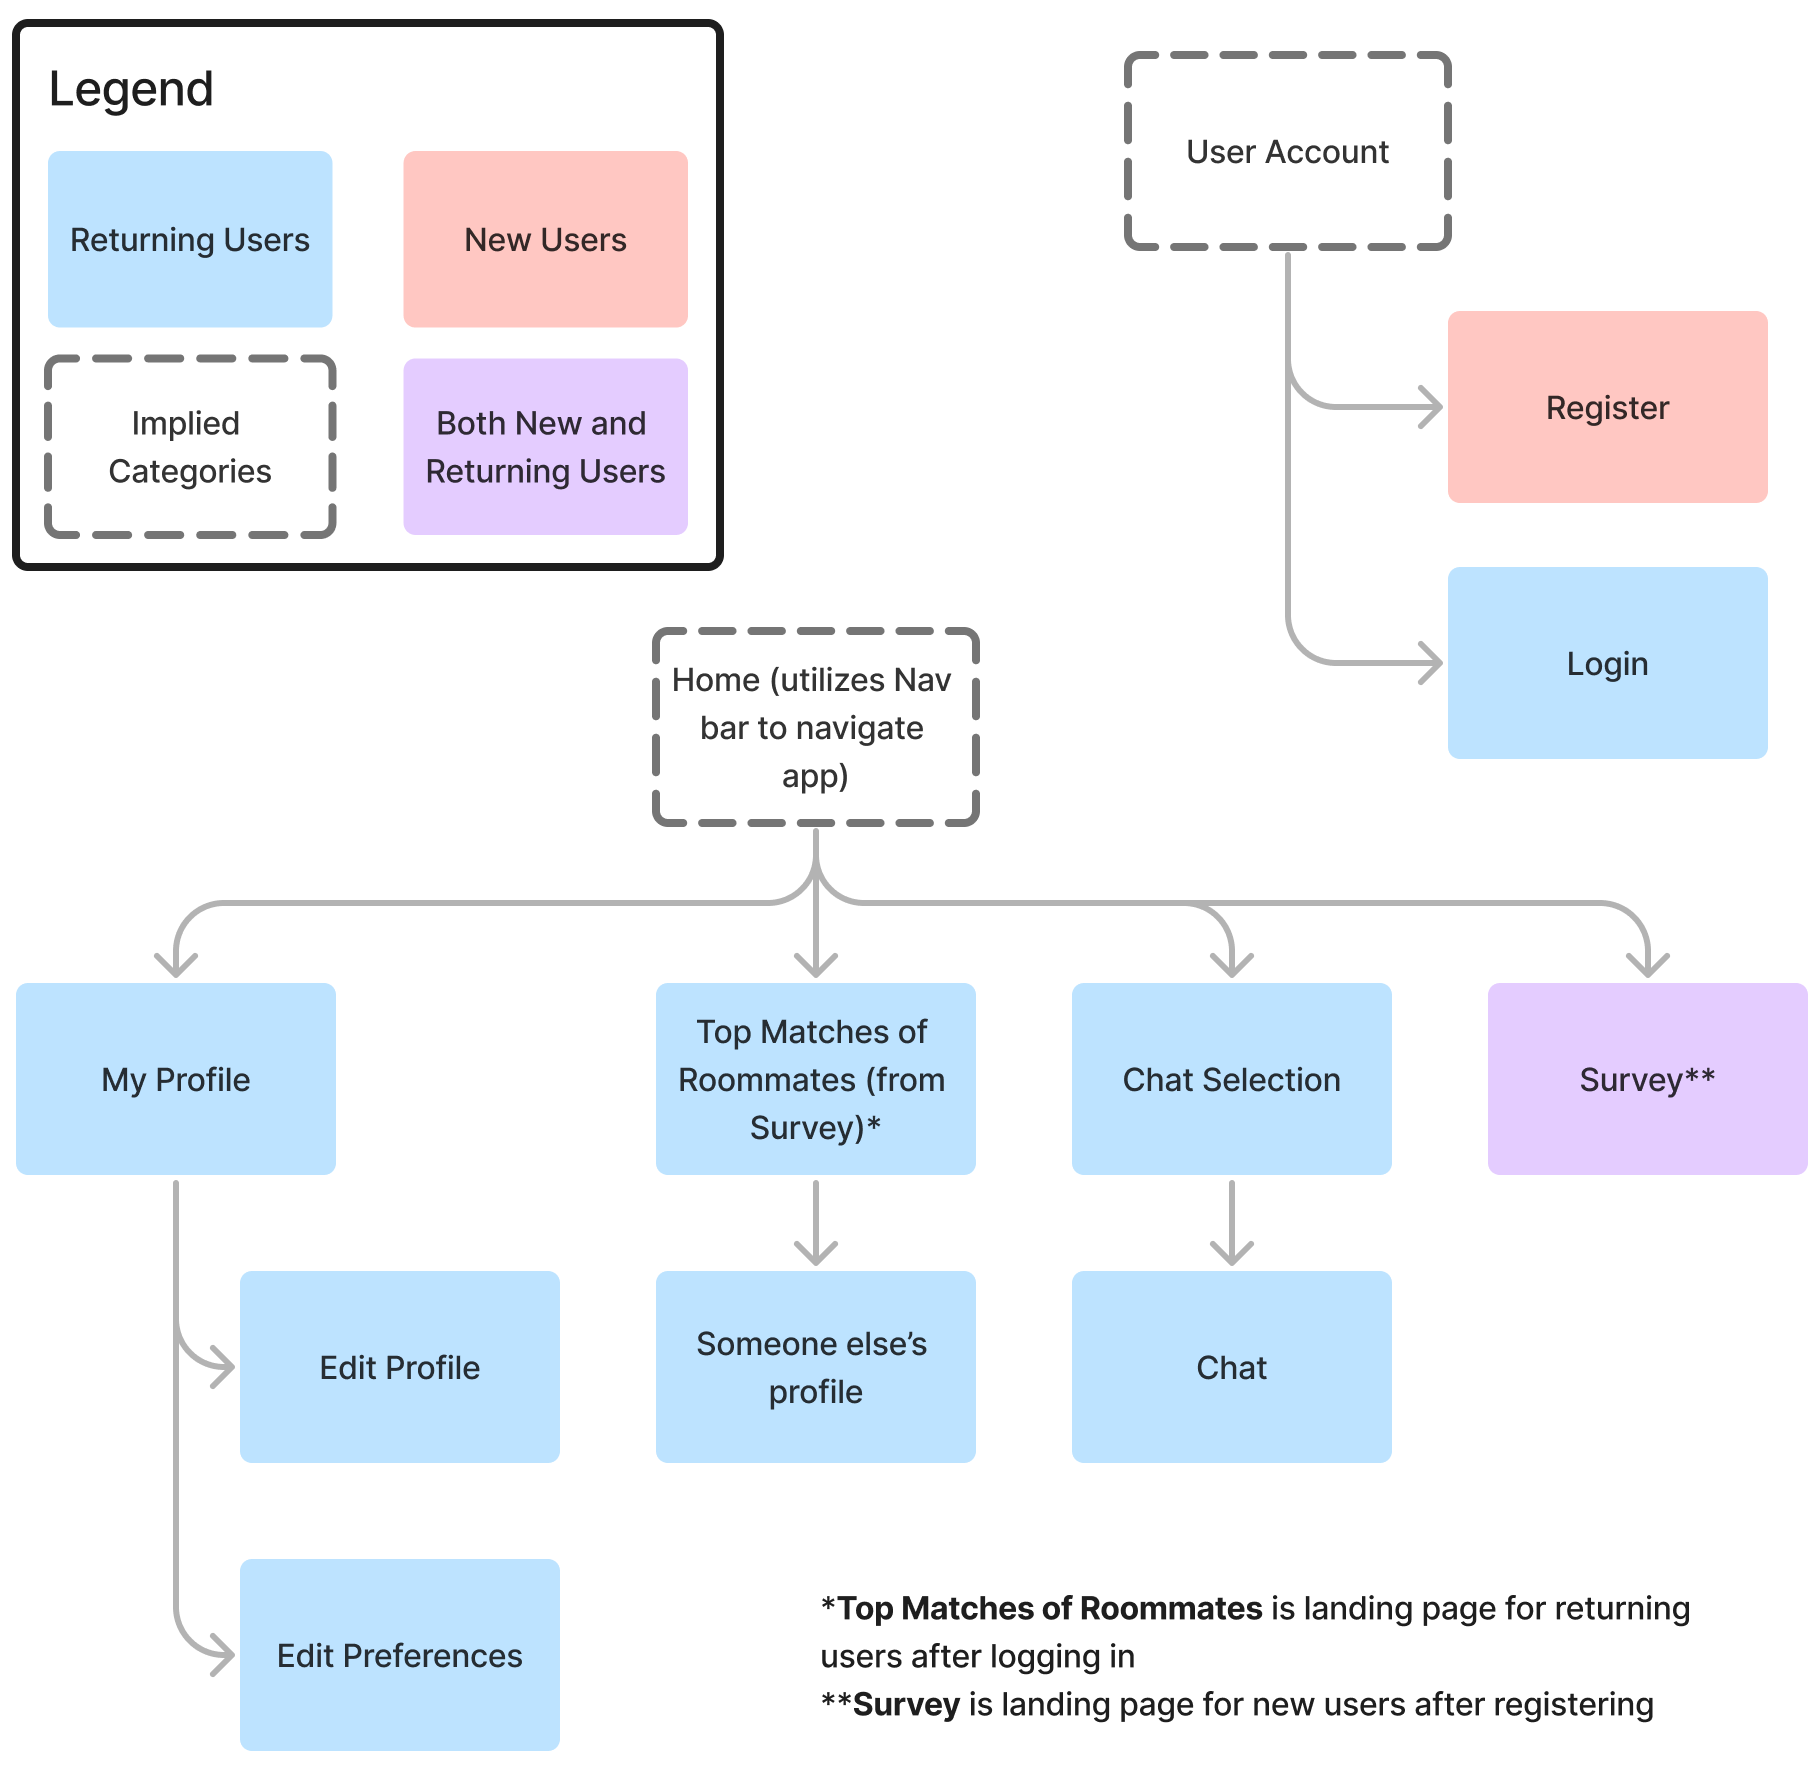 Legend
Returning Users
New Users
Implied
Categories
Both New and
Returning Users
User Account
Register
Login
Home (utilizes Nav
bar to navigate
app)
My Profile
Top Matches of
Roommates (from
Survey)*
Chat Selection
Survey**
Edit Profile
Someone else’s
profile
Chat
Edit Preferences
*Top Matches of Roommates is landing page for returning
users after logging in
**Survey is landing page for new users after registering